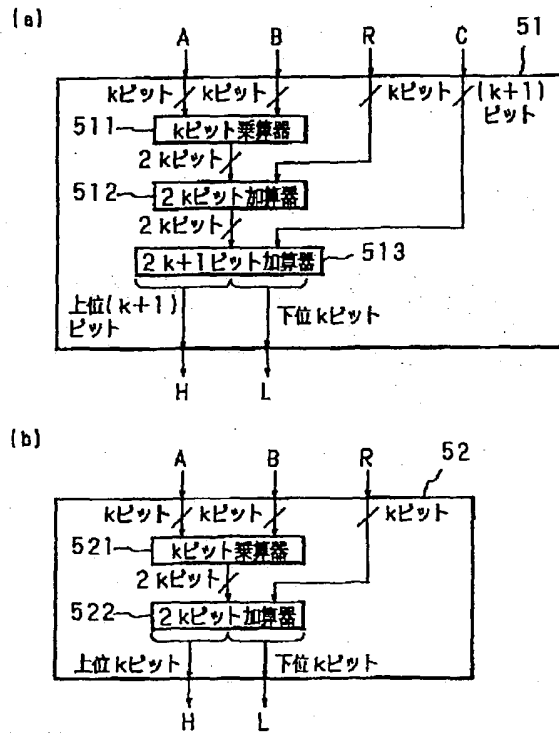 (a)
51
A B R C
kビット kビット kビット (k+1)
ビット
511 kビット乗算器
2kビット
512 2kビット加算器
2kビット
2k+1ビット加算器 513
上位(k+1)
ビット
下位kビット
H L
(b)
A B R 52
kビット kビット kビット
521 kビット乗算器
2kビット
522 2kビット加算器
上位kビット 下位kビット
H L